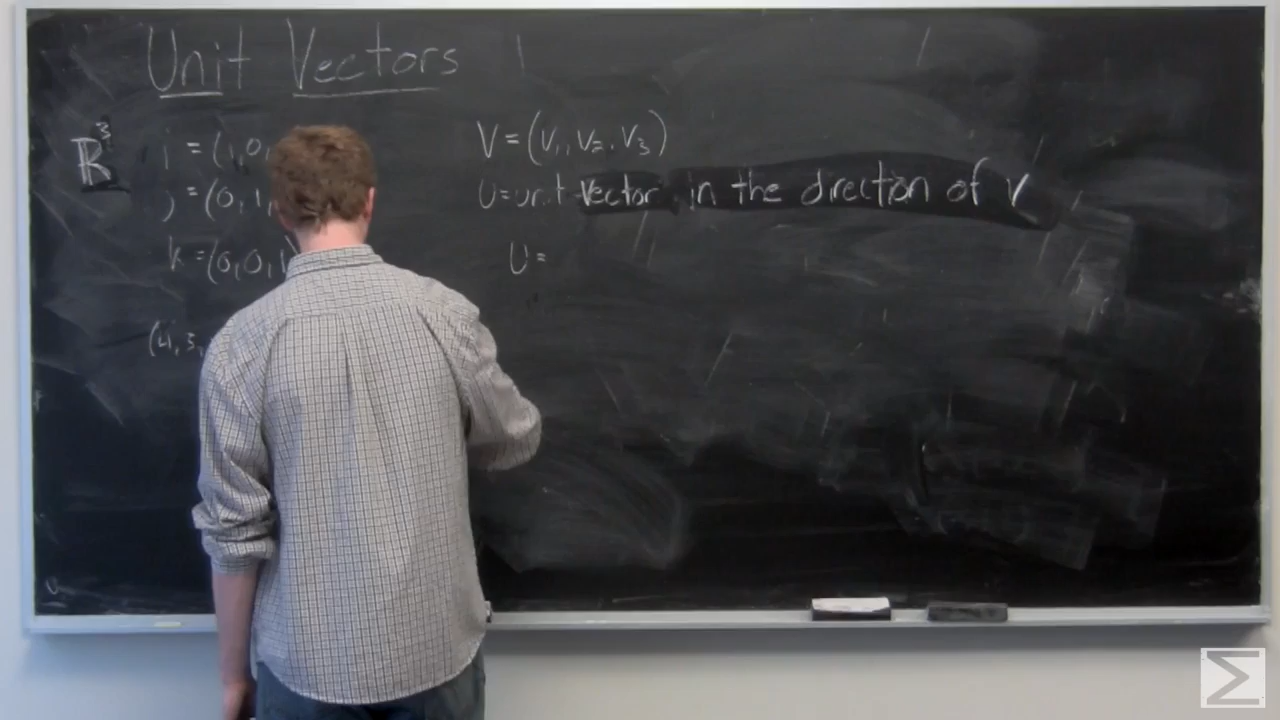 Unit Vectors
R³
i = (1,0,
j = (0,1,
k = (0,0,1)
(4,3,
V = (V₁, V₂, V₃)
U = unit vector in the direction of V
U =
Σ